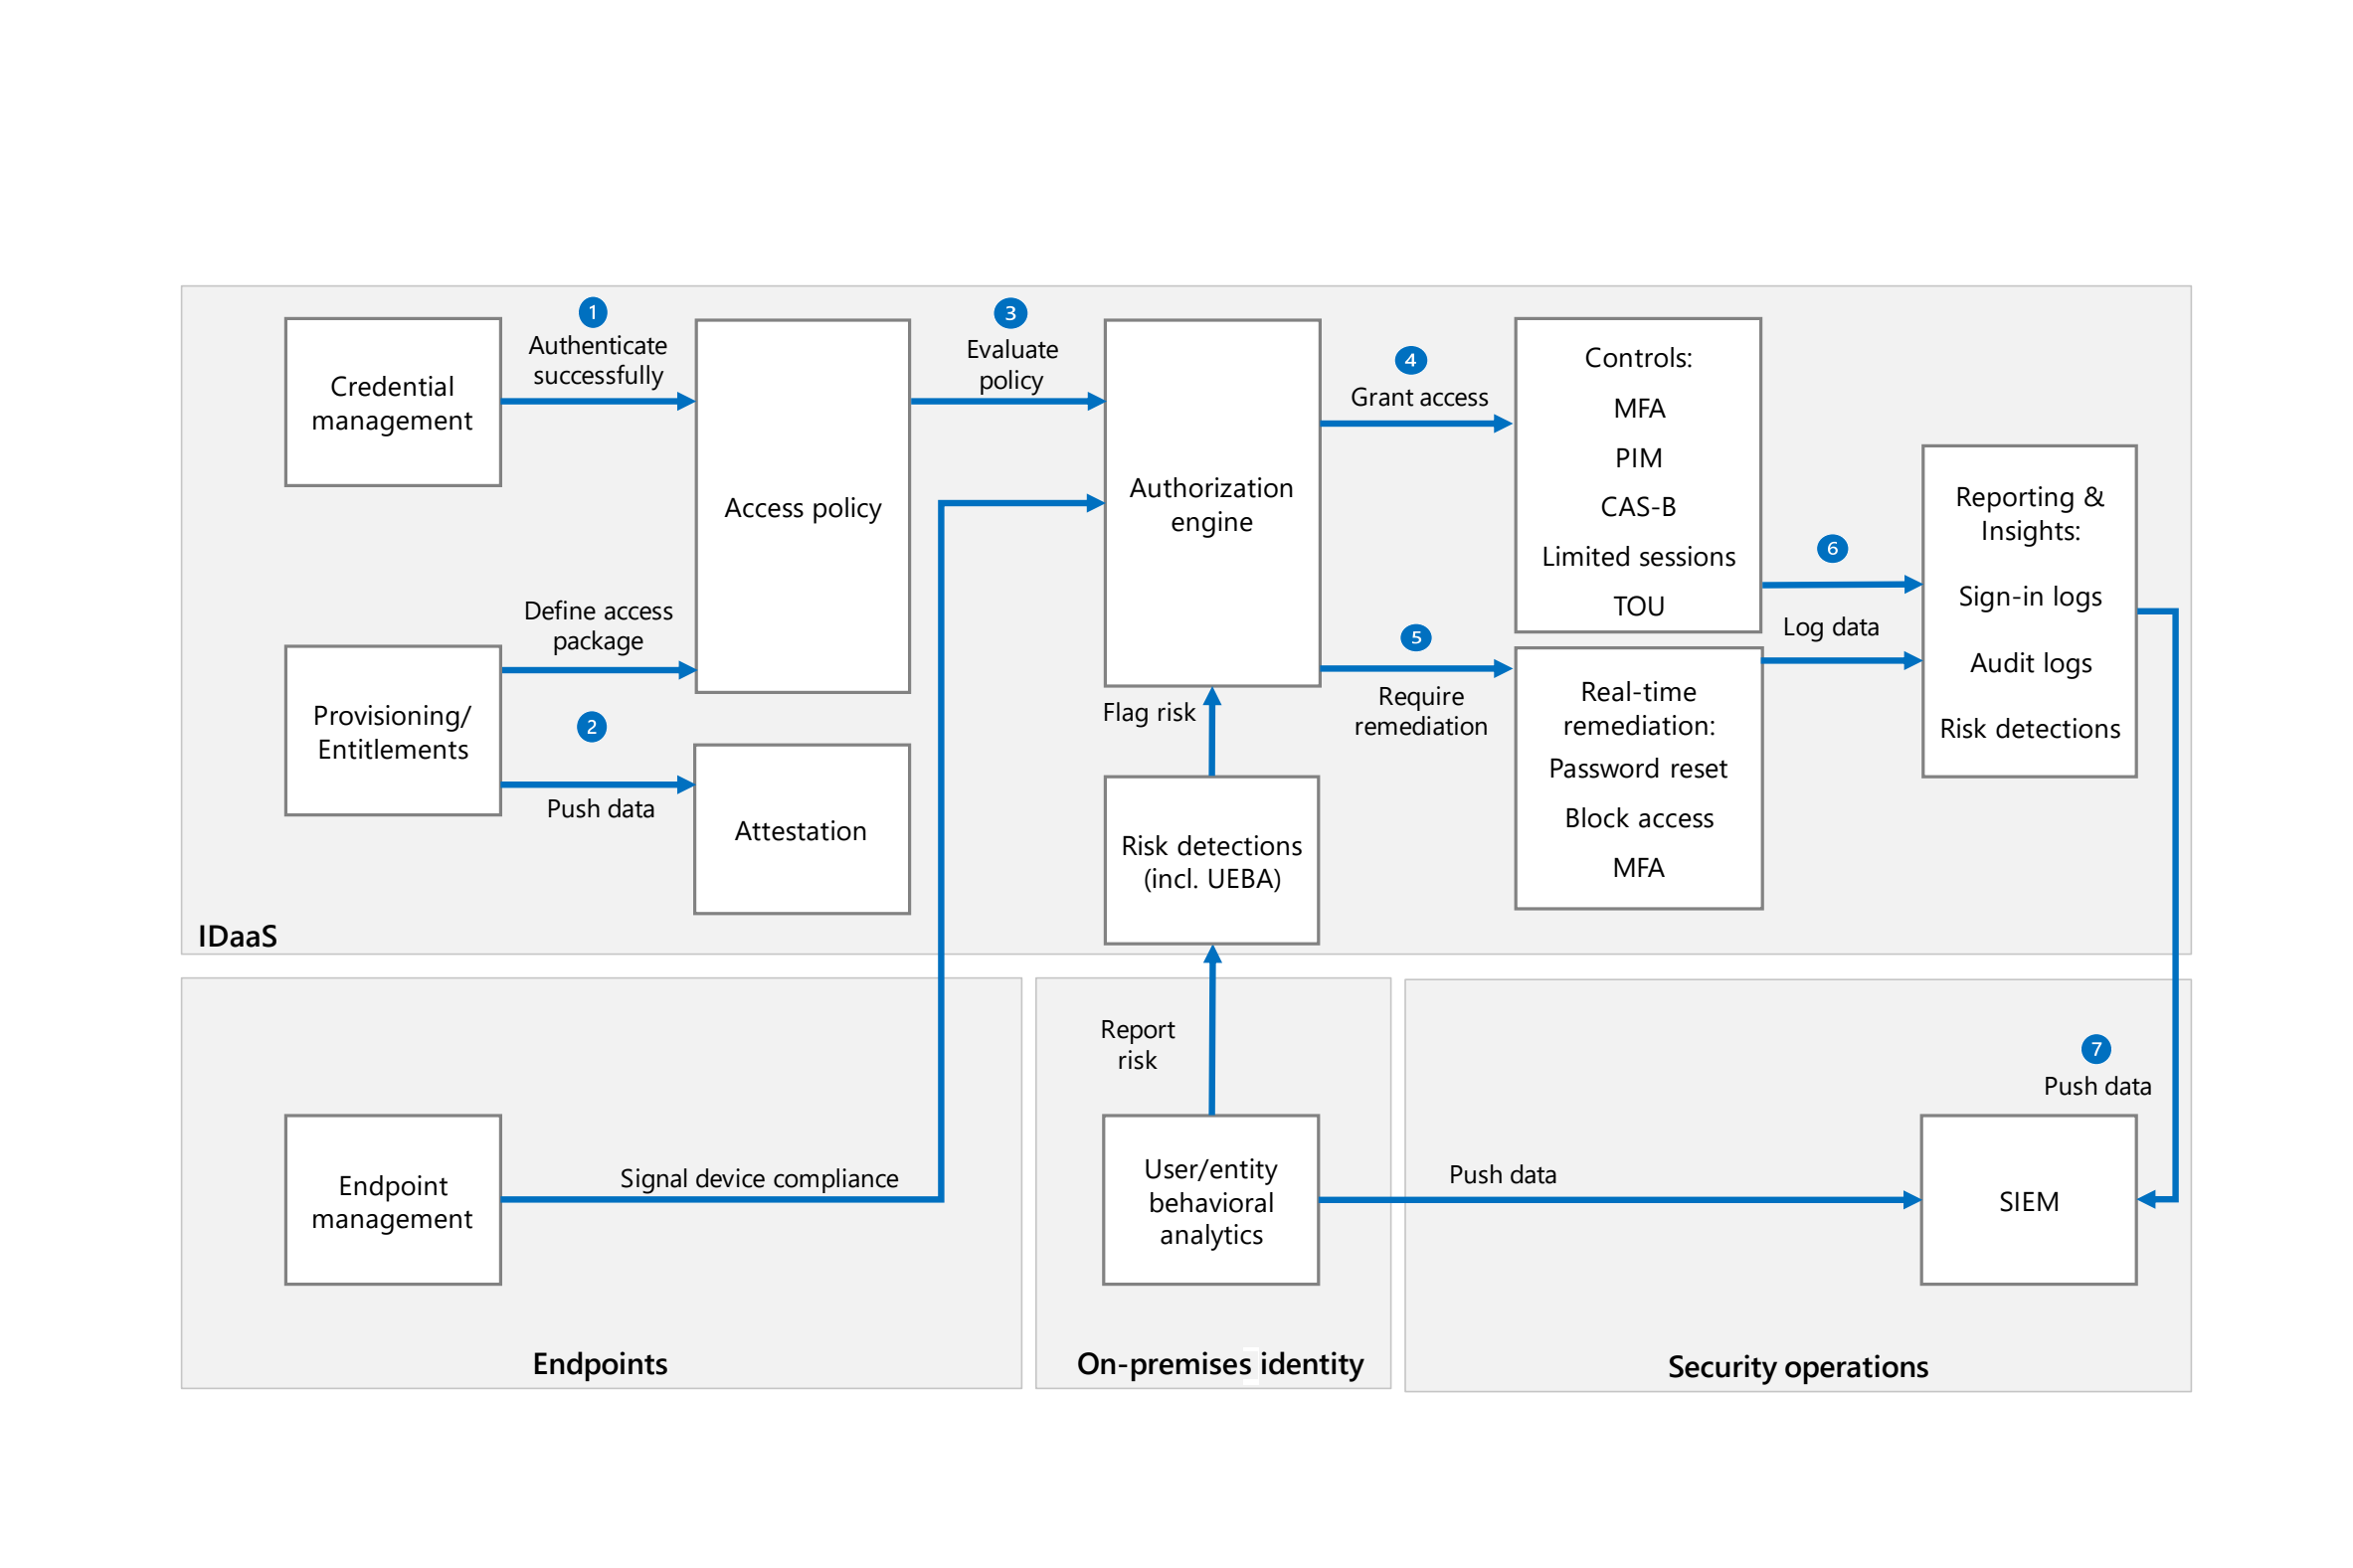 1
Authenticate
successfully
Credential
management
3
Evaluate
policy
Access policy
Define access
package
Provisioning/
Entitlements
2
Push data
Attestation
Authorization
engine
4
Grant access
Controls:
MFA
PIM
CAS-B
Limited sessions
TOU
5
Require
remediation
Flag risk
Real-time
remediation:
Password reset
Block access
MFA
Risk detections
(incl. UEBA)
6
Log data
Reporting &
Insights:
Sign-in logs
Audit logs
Risk detections
IDaaS
Endpoint
management
Signal device compliance
Endpoints
Report
risk
User/entity
behavioral
analytics
On-premises identity
Push data
7
Push data
SIEM
Security operations